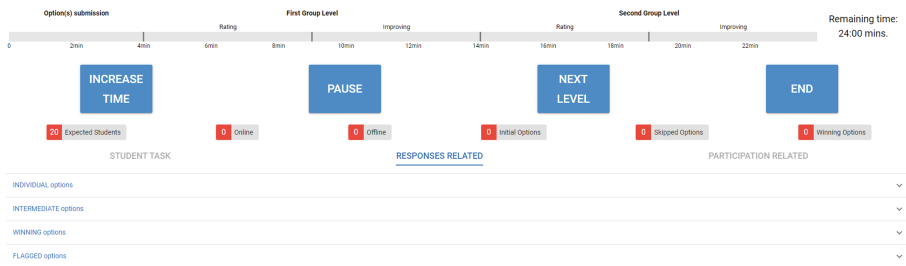 Option(s) submission First Group Level Second Group Level
Remaining time:
24:00 mins.
Rating Improving Rating Improving
0 2min 4min 6min 8min 10min 12min 14min 16min 18min 20min 22min
INCREASE
TIME
PAUSE
NEXT
LEVEL
END
20 Expected Students 0 Online 0 Offline 0 Initial Options 0 Skipped Options 0 Winning Options
STUDENT TASK RESPONSES RELATED PARTICIPATION RELATED
INDIVIDUAL options
INTERMEDIATE options
WINNING options
FLAGGED options